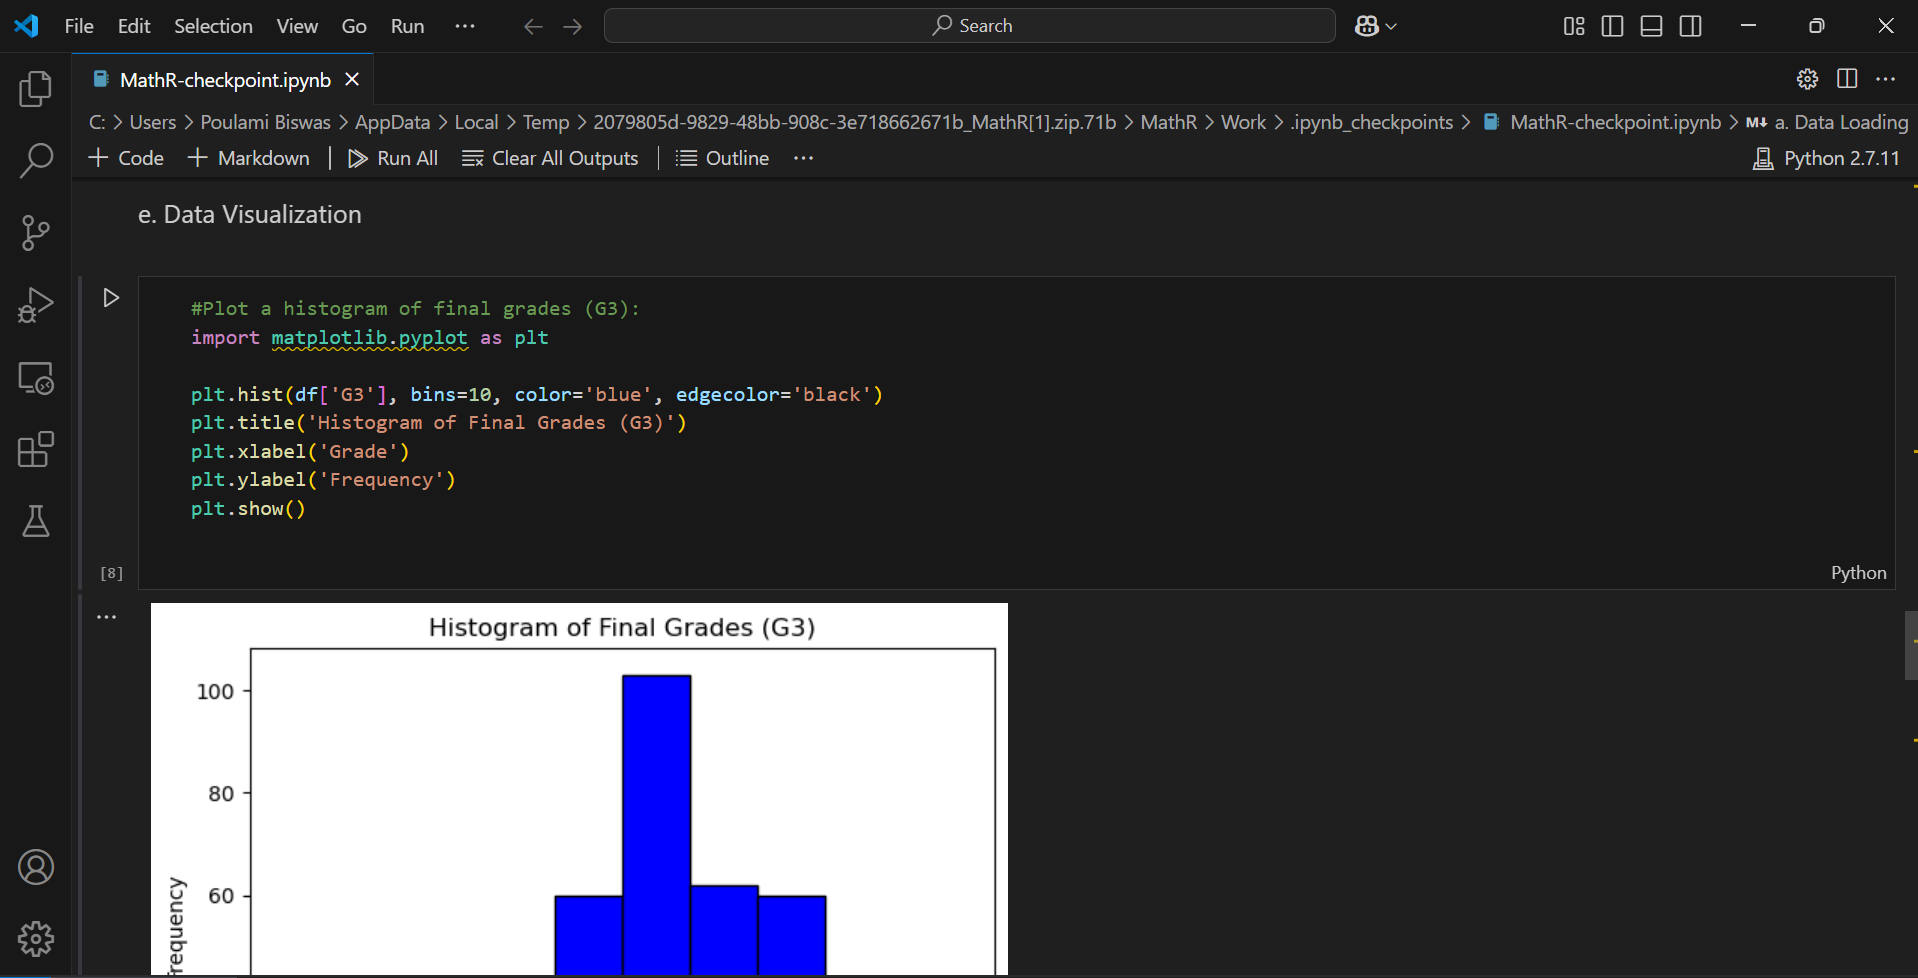 File Edit Selection View Go Run ··· Search
MathR-checkpoint.ipynb
C: > Users > Poulami Biswas > AppData > Local > Temp > 2079805d-9829-48bb-908c-3e718662671b_MathR[1].zip.71b > MathR > Work > .ipynb_checkpoints > MathR-checkpoint.ipynb > M↓ a. Data Loading
+ Code + Markdown | Run All Clear All Outputs | Outline ··· Python 2.7.11
e. Data Visualization
#Plot a histogram of final grades (G3):
import matplotlib.pyplot as plt
plt.hist(df['G3'], bins=10, color='blue', edgecolor='black')
plt.title('Histogram of Final Grades (G3)')
plt.xlabel('Grade')
plt.ylabel('Frequency')
plt.show()
[8] Python
Histogram of Final Grades (G3)
100
80
60